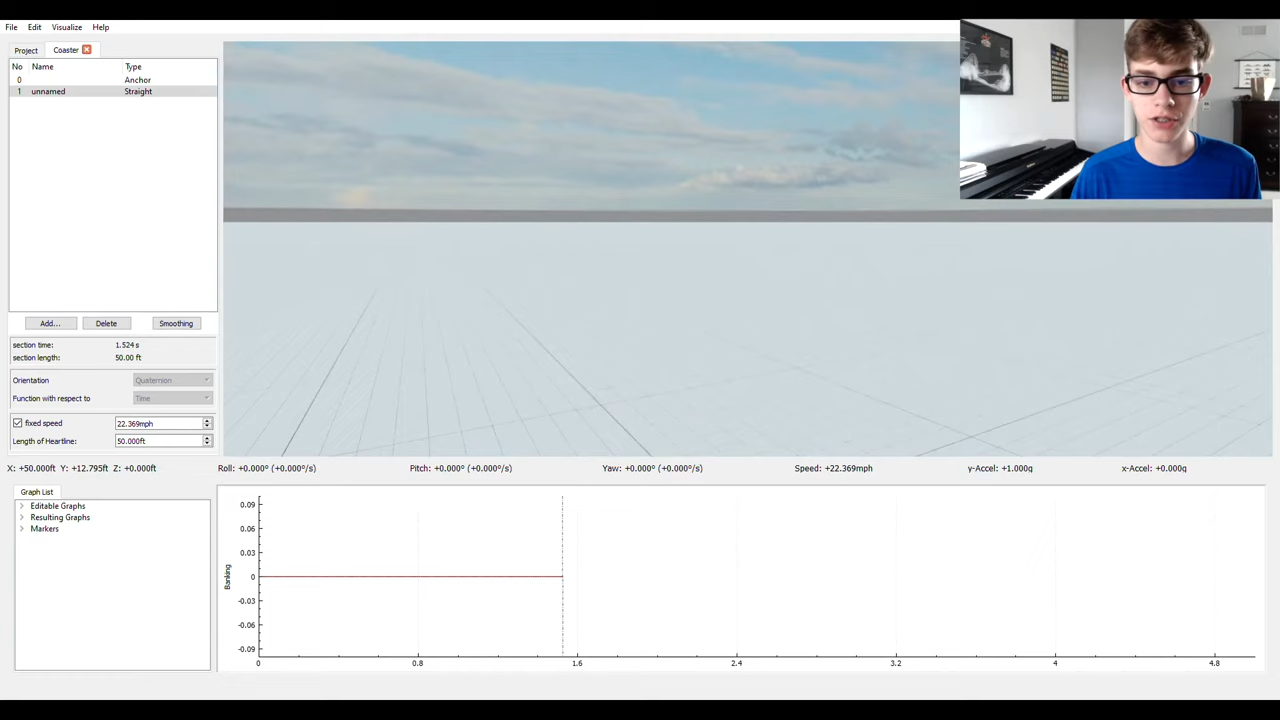 File Edit Visualize Help
Project Coaster
No Name Type
0 Anchor
1 unnamed Straight
Add... Delete Smoothing
section time: 1.524 s
section length: 50.00 ft
Orientation Quaternion
Function with respect to Time
fixed speed 22.369mph
Length of Heartline: 50.000ft
X: +50.000ft Y: +12.795ft Z: +0.000ft Roll: +0.000° (+0.000°/s) Pitch: +0.000° (+0.000°/s) Yaw: +0.000° (+0.000°/s) Speed: +22.369mph y-Accel: +1.000g x-Accel: +0.000g
Graph List
Editable Graphs
Resulting Graphs
Markers
Banking
0.09
0.06
0.03
0
-0.03
-0.06
-0.09
0 0.8 1.6 2.4 3.2 4 4.8